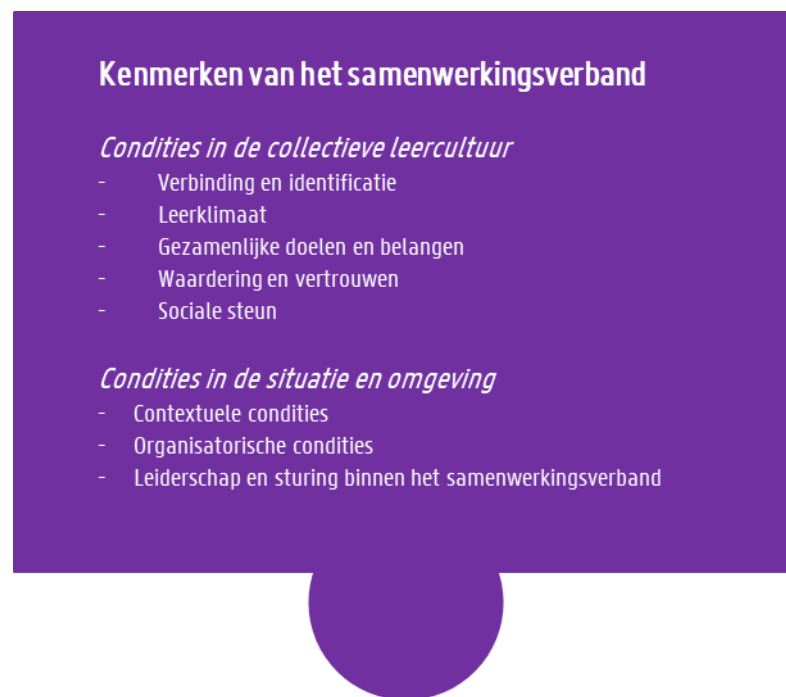 Kenmerken van het samenwerkingsverband
Condities in de collectieve leercultuur
- Verbinding en identificatie
- Leerklimaat
- Gezamenlijke doelen en belangen
- Waardering en vertrouwen
- Sociale steun
Condities in de situatie en omgeving
- Contextuele condities
- Organisatorische condities
- Leiderschap en sturing binnen het samenwerkingsverband